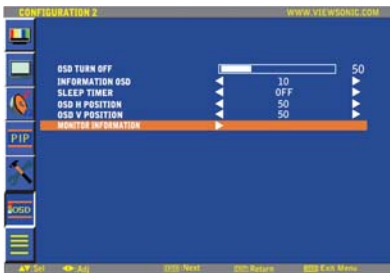 CONFIGURATION 2 WWW.VIEWSONIC.COM
OSD TURN OFF 50
INFORMATION OSD 10
SLEEP TIMER OFF
OSD H POSITION 50
OSD V POSITION 50
MONITOR INFORMATION
PIP
OSD
:Sel :Adj :Next :Return :Exit Menu